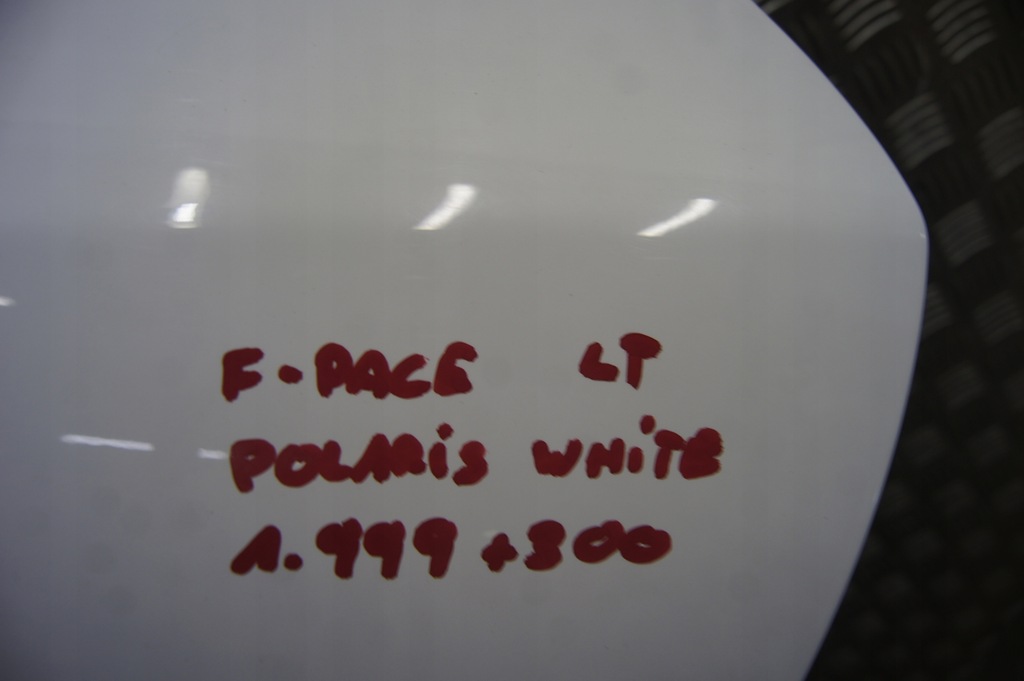 F-PACE LT
POLARiS WHiTE
1.999+300